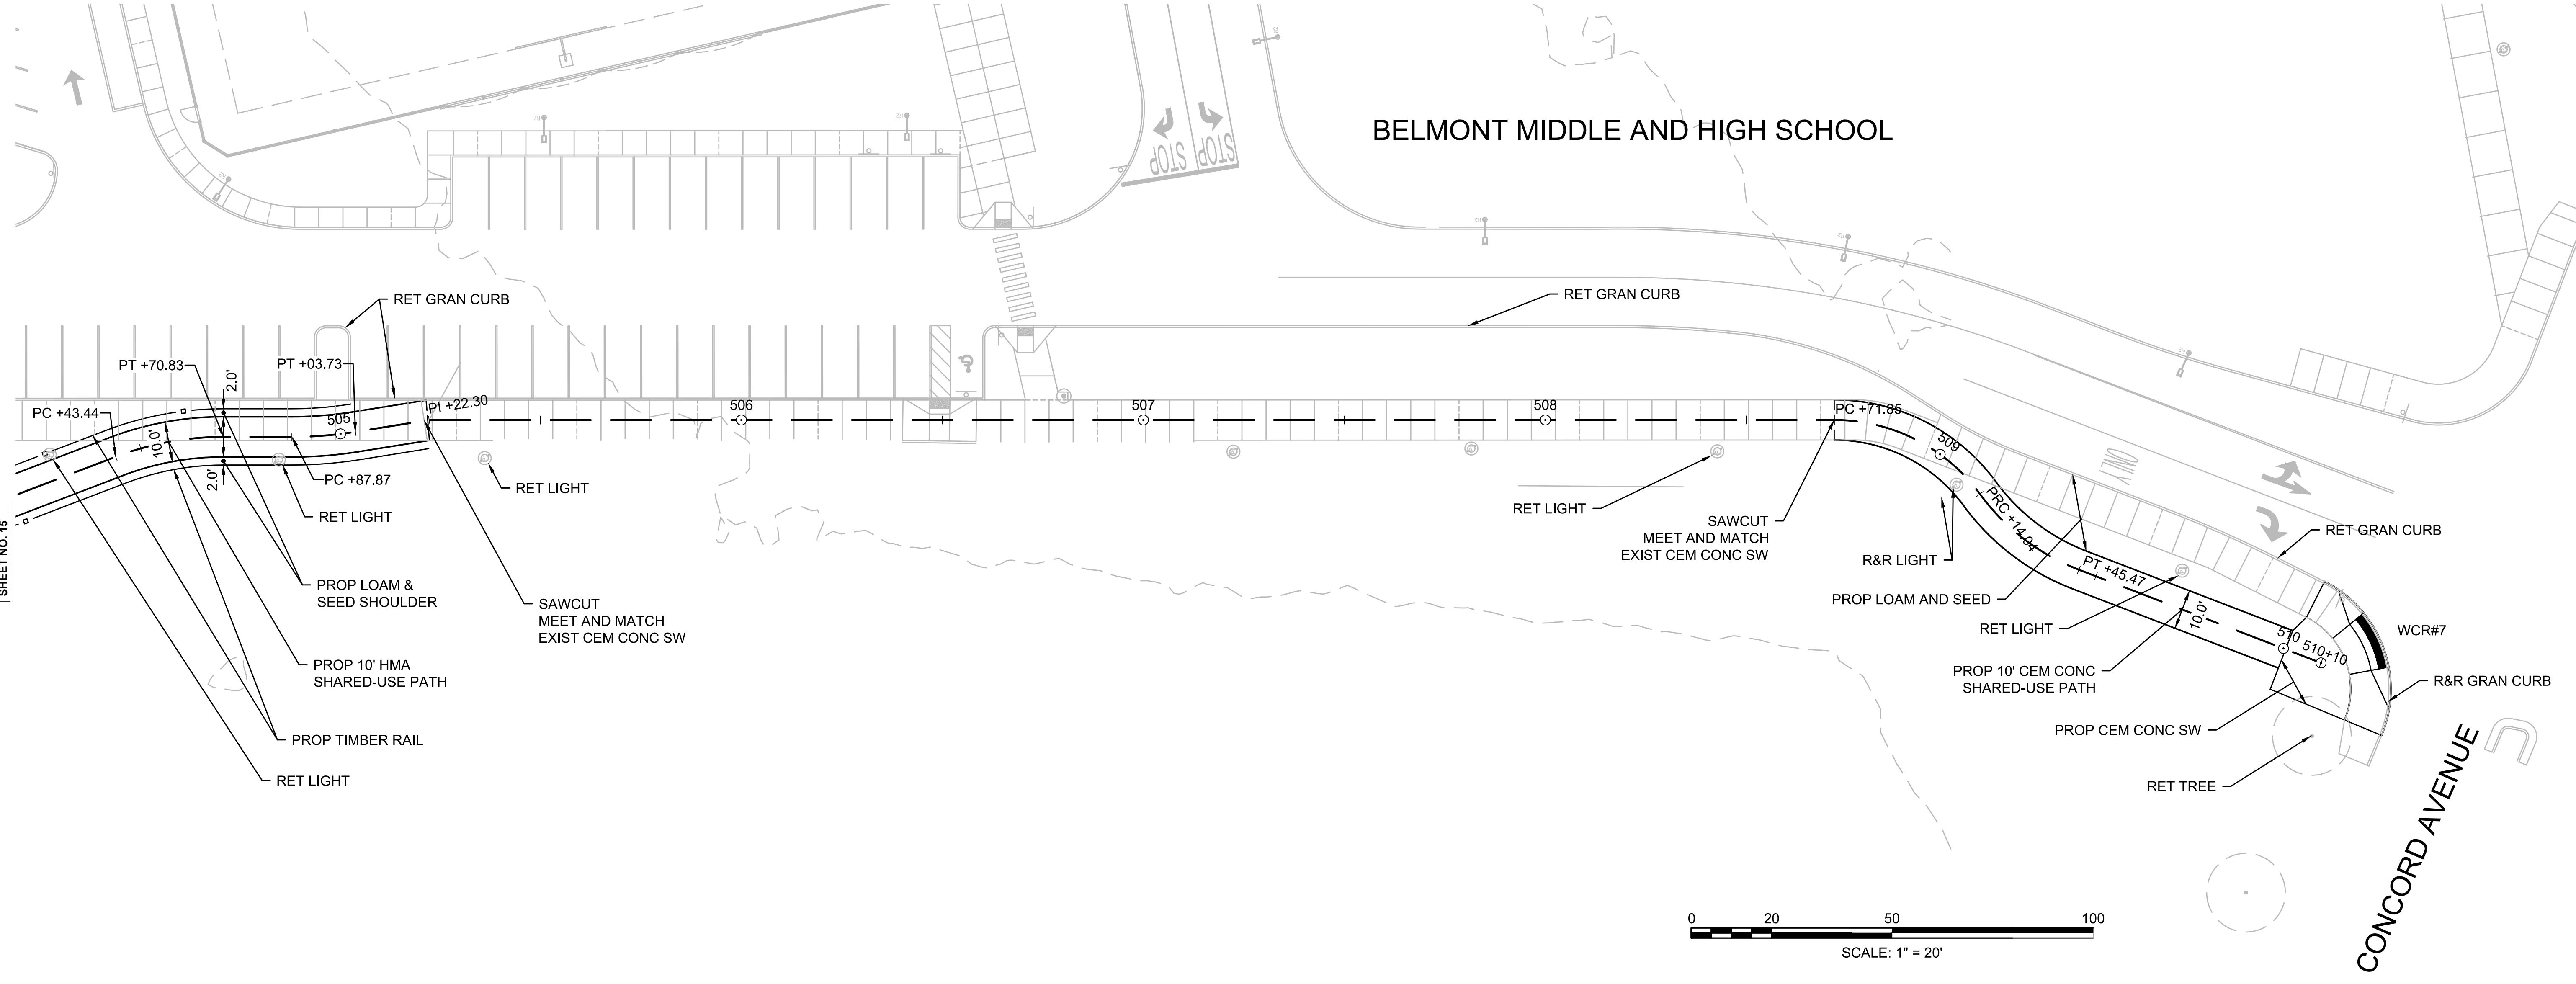 BELMONT MIDDLE AND HIGH SCHOOL
STOP
STOP
RET GRAN CURB
RET GRAN CURB
PT +70.83
PT +03.73
2.0'
PC +43.44
10.0'
2.0'
505
PI +22.30
506
507
508
PC +71.85
509
PRC +14.04
PT +45.47
10.0'
510
510+10
WCR#7
PC +87.87
RET LIGHT
RET LIGHT
RET LIGHT
SAWCUT
MEET AND MATCH
EXIST CEM CONC SW
R&R LIGHT
RET GRAN CURB
PROP LOAM &
SEED SHOULDER
SAWCUT
MEET AND MATCH
EXIST CEM CONC SW
PROP LOAM AND SEED
RET LIGHT
PROP 10' HMA
SHARED-USE PATH
PROP 10' CEM CONC
SHARED-USE PATH
R&R GRAN CURB
PROP TIMBER RAIL
PROP CEM CONC SW
RET LIGHT
RET TREE
SHEET NO. 15
CONCORD AVENUE
0 20 50 100
SCALE: 1" = 20'